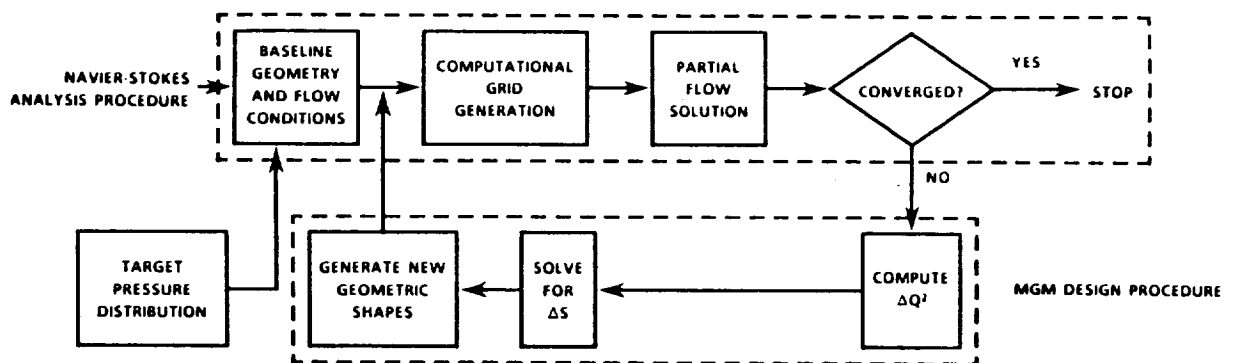 NAVIER-STOKES
ANALYSIS PROCEDURE
BASELINE
GEOMETRY
AND FLOW
CONDITIONS
COMPUTATIONAL
GRID
GENERATION
PARTIAL
FLOW
SOLUTION
CONVERGED?
YES
STOP
NO
TARGET
PRESSURE
DISTRIBUTION
GENERATE NEW
GEOMETRIC
SHAPES
SOLVE
FOR
ΔS
COMPUTE
ΔQ²
MGM DESIGN PROCEDURE